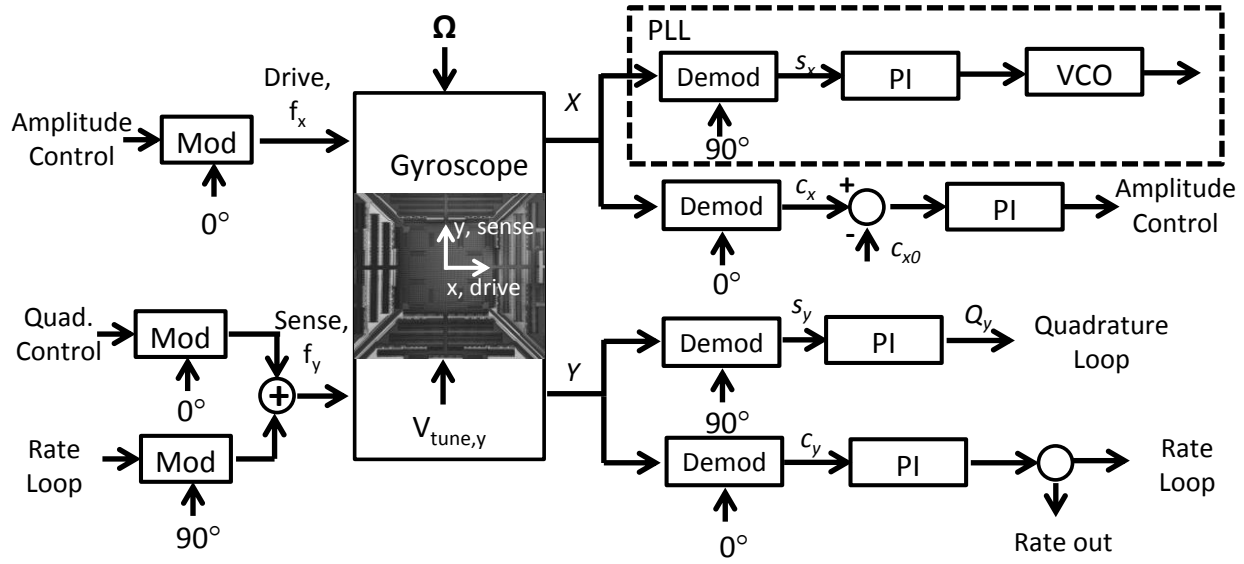 Ω
PLL
Drive,
f_x
X
Demod
s_x
PI
VCO
Amplitude
Control
Mod
0°
90°
Gyroscope
Demod
c_x
+
-
c_x0
PI
Amplitude
Control
0°
y, sense
x, drive
Quad.
Control
Mod
0°
Sense,
f_y
+
Y
Demod
s_y
PI
Q_y
Quadrature
Loop
90°
V_tune,y
Rate
Loop
Mod
90°
Demod
c_y
PI
Rate
Loop
0°
Rate out